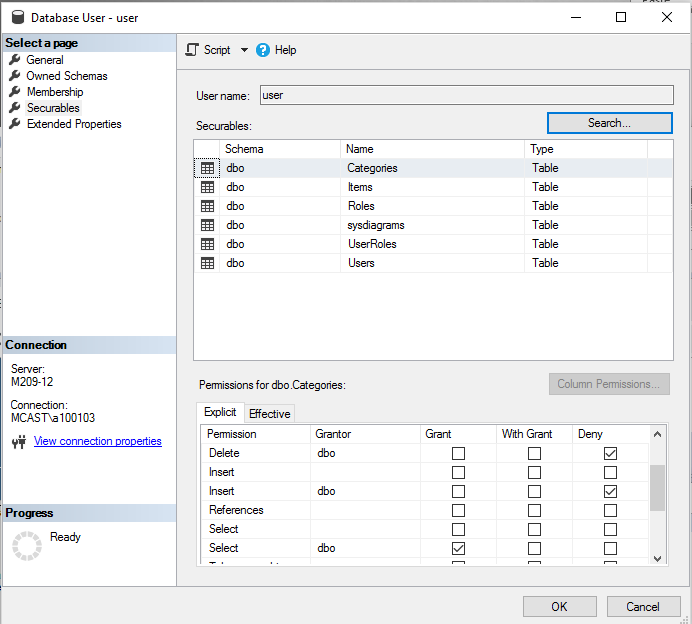 Database User - user
Select a page
General
Owned Schemas
Membership
Securables
Extended Properties
Connection
Server:
M209-12
Connection:
MCAST\a100103
View connection properties
Progress
Ready
Script
Help
User name:
user
Securables:
Search...
Schema Name Type
dbo Categories Table
dbo Items Table
dbo Roles Table
dbo sysdiagrams Table
dbo UserRoles Table
dbo Users Table
Permissions for dbo.Categories:
Column Permissions...
Explicit Effective
Permission Grantor Grant With Grant Deny
Delete dbo
Insert
Insert dbo
References
Select
Select dbo
OK
Cancel